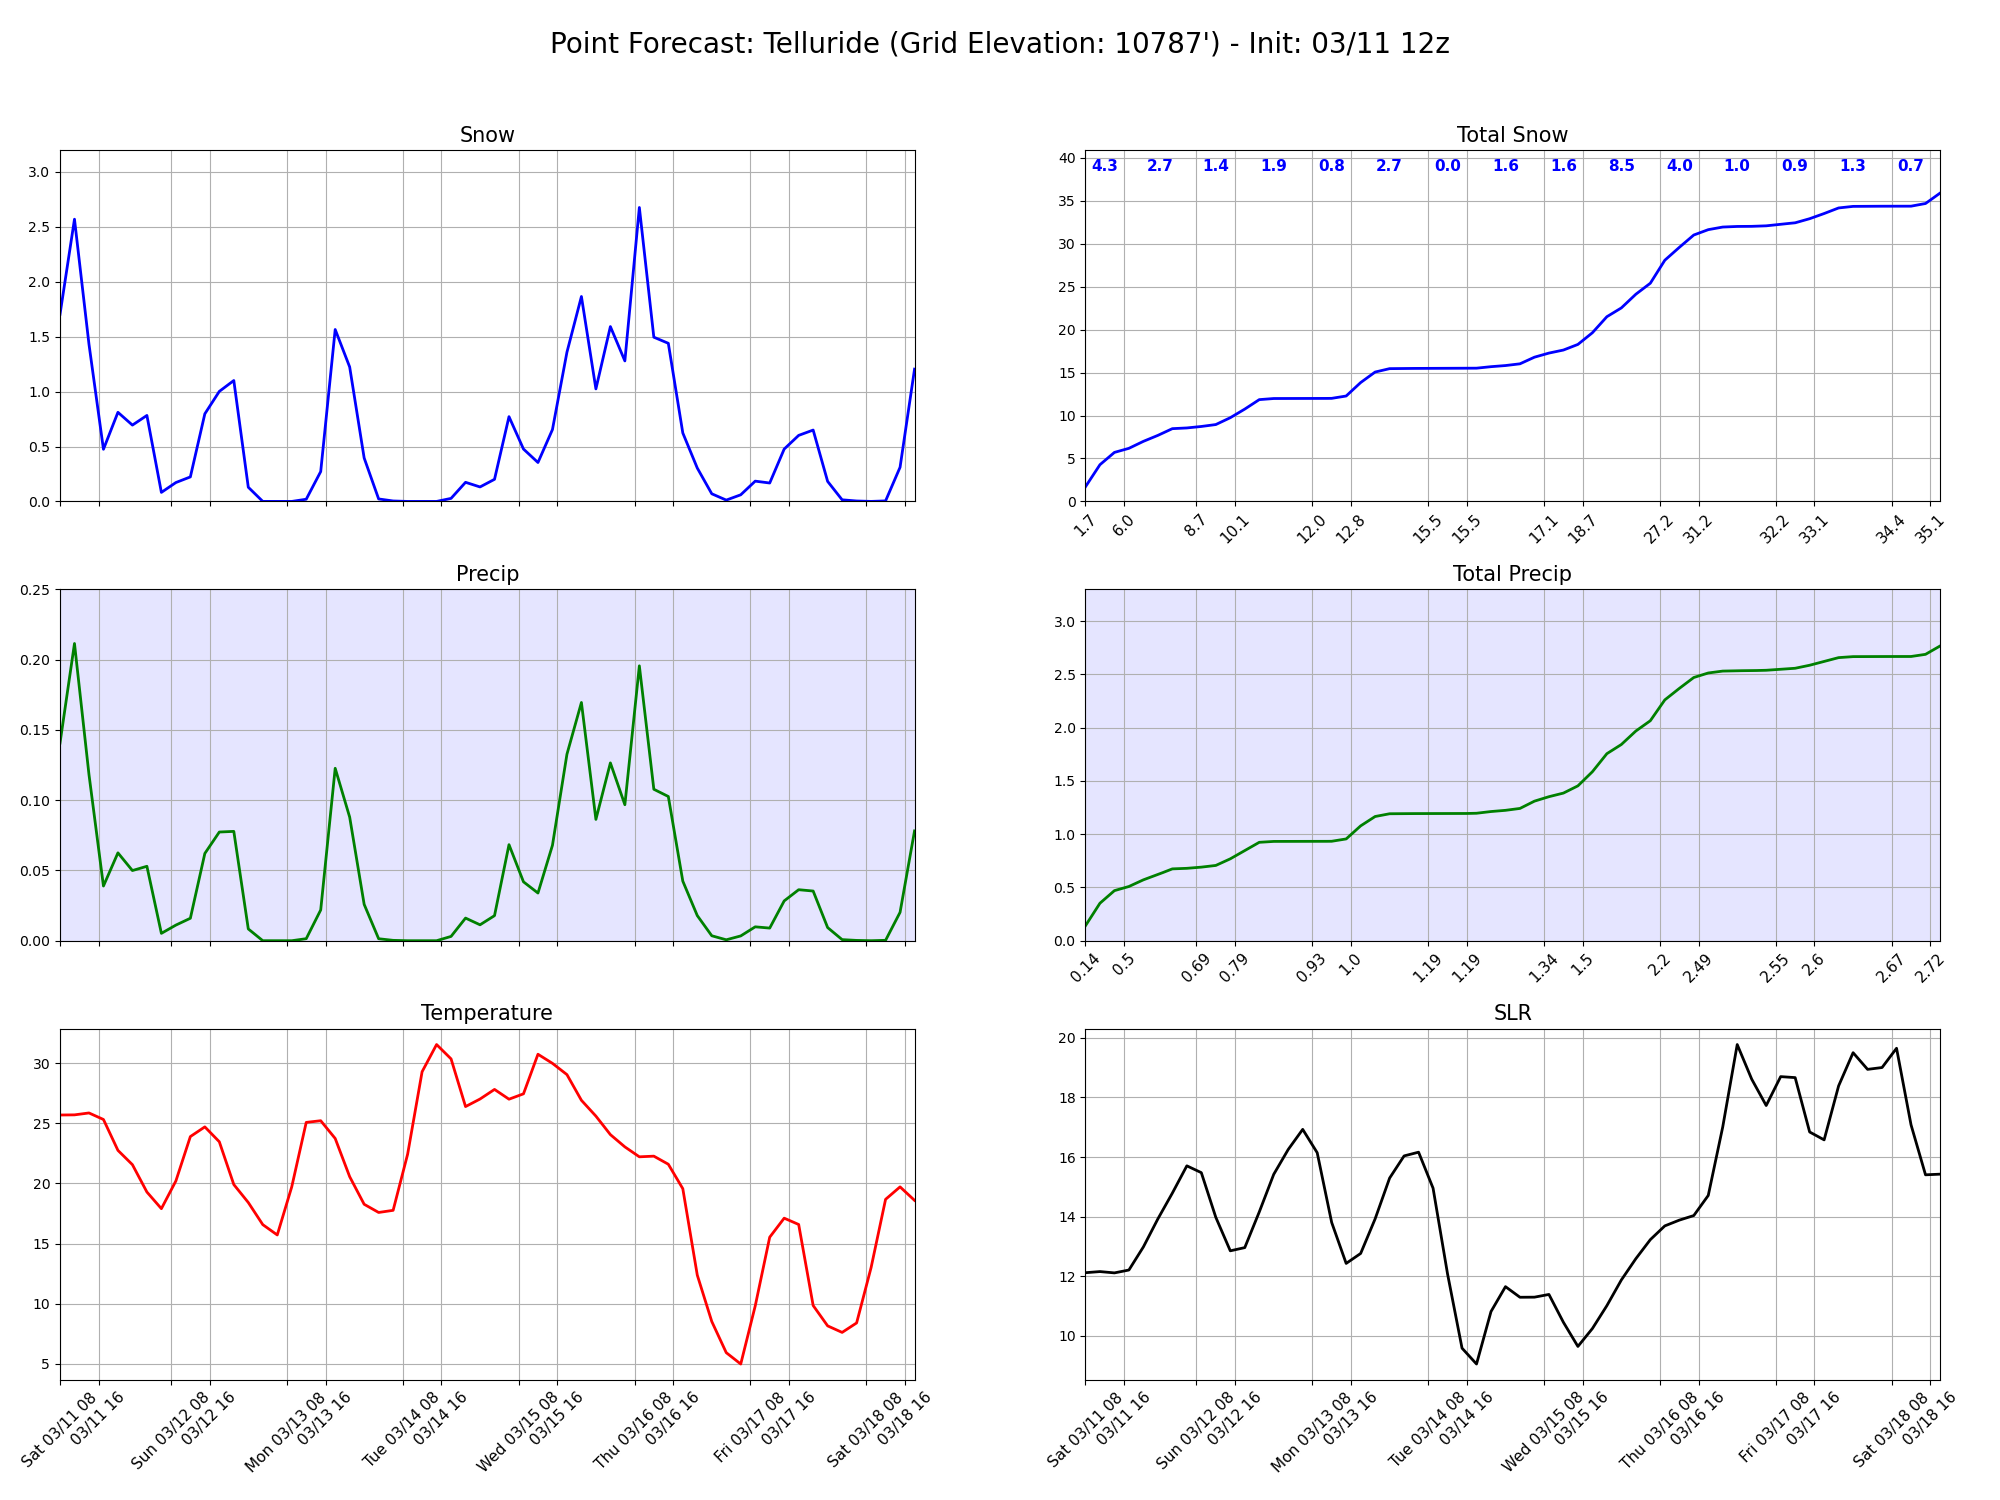 Point Forecast: Telluride (Grid Elevation: 10787') - Init: 03/11 12z
Snow
3.0
2.5
2.0
1.5
1.0
0.5
0.0
Total Snow
40
35
30
25
20
15
10
5
0
4.3 2.7 1.4 1.9 0.8 2.7 0.0 1.6 1.6 8.5 4.0 1.0 0.9 1.3 0.7
1.7 6.0 8.7 10.1 12.0 12.8 15.5 15.5 17.1 18.7 27.2 31.2 32.2 33.1 34.4 35.1
Precip
0.25
0.20
0.15
0.10
0.05
0.00
Total Precip
3.0
2.5
2.0
1.5
1.0
0.5
0.0
0.14 0.5 0.69 0.79 0.93 1.0 1.19 1.19 1.34 1.5 2.2 2.49 2.55 2.6 2.67 2.72
Temperature
30
25
20
15
10
5
Sat 03/11 08
03/11 16
Sun 03/12 08
03/12 16
Mon 03/13 08
03/13 16
Tue 03/14 08
03/14 16
Wed 03/15 08
03/15 16
Thu 03/16 08
03/16 16
Fri 03/17 08
03/17 16
Sat 03/18 08
03/18 16
SLR
20
18
16
14
12
10
Sat 03/11 08
03/11 16
Sun 03/12 08
03/12 16
Mon 03/13 08
03/13 16
Tue 03/14 08
03/14 16
Wed 03/15 08
03/15 16
Thu 03/16 08
03/16 16
Fri 03/17 08
03/17 16
Sat 03/18 08
03/18 16